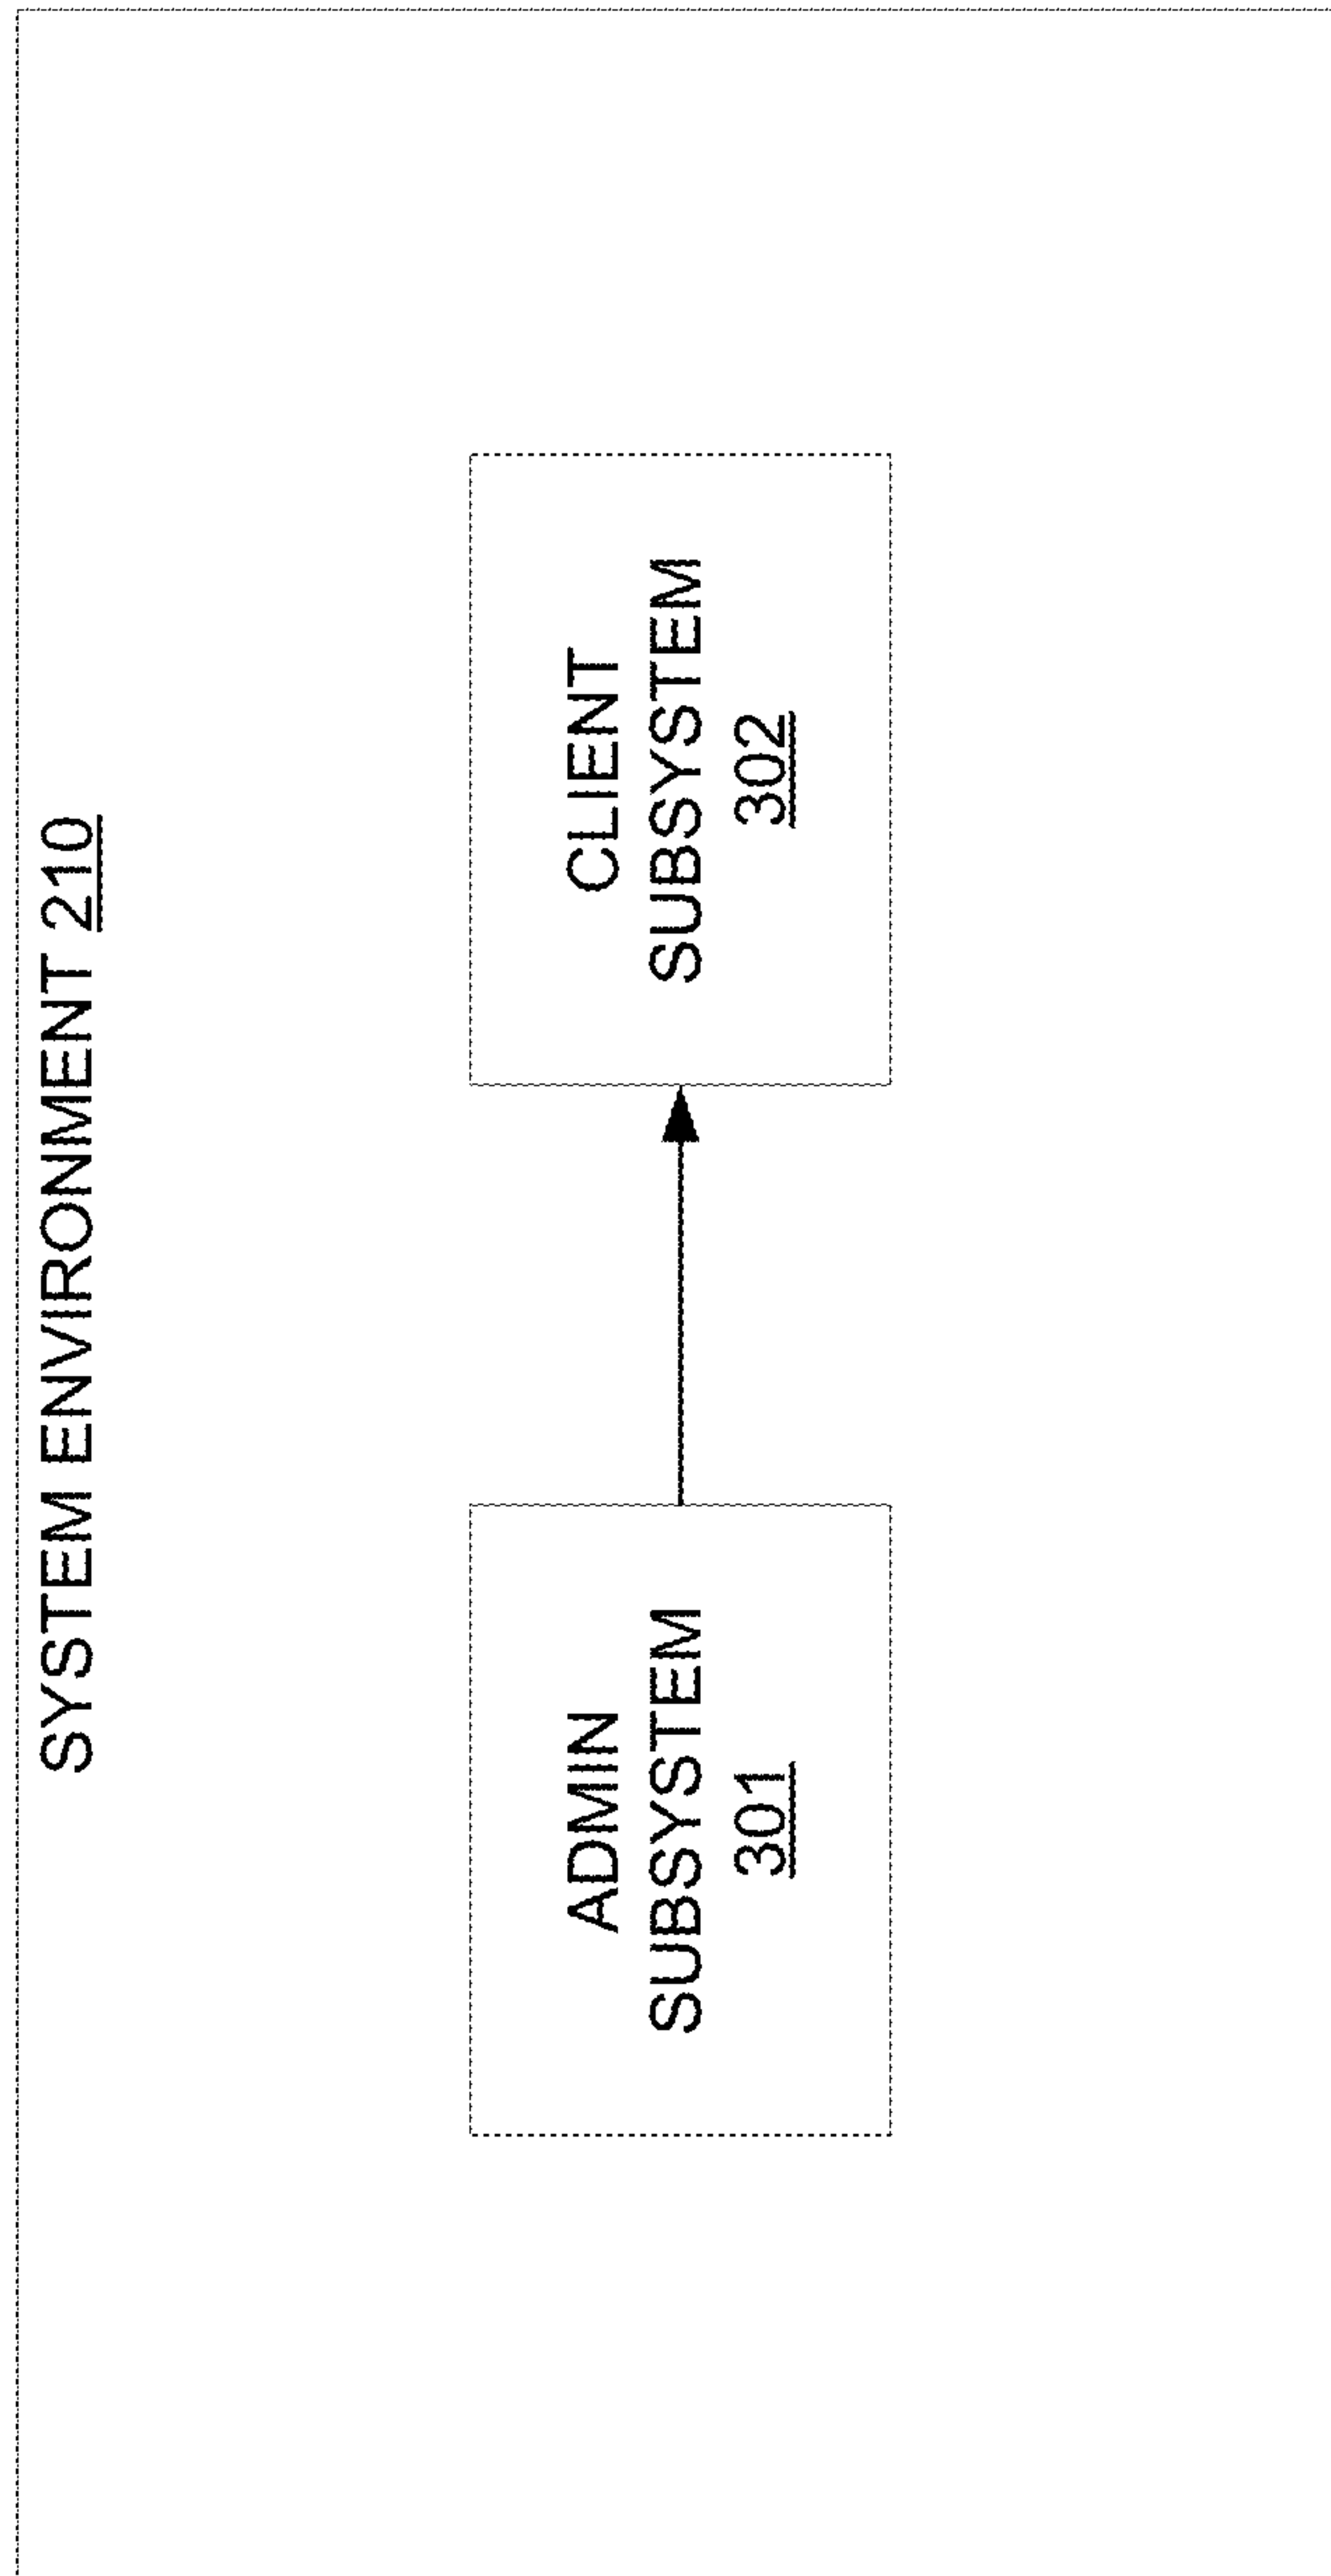 SYSTEM ENVIRONMENT 210
ADMIN
SUBSYSTEM
301
CLIENT
SUBSYSTEM
302